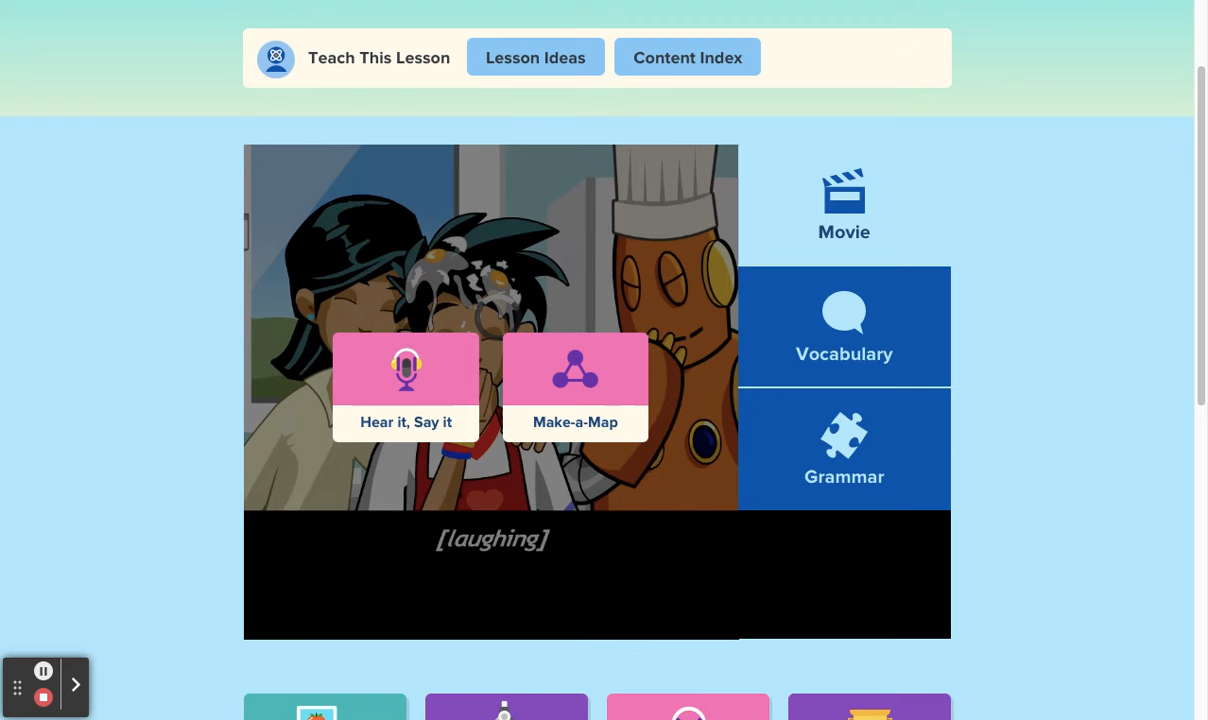 Teach This Lesson Lesson Ideas Content Index
Movie
Vocabulary
Hear it, Say it Make-a-Map
Grammar
[laughing]